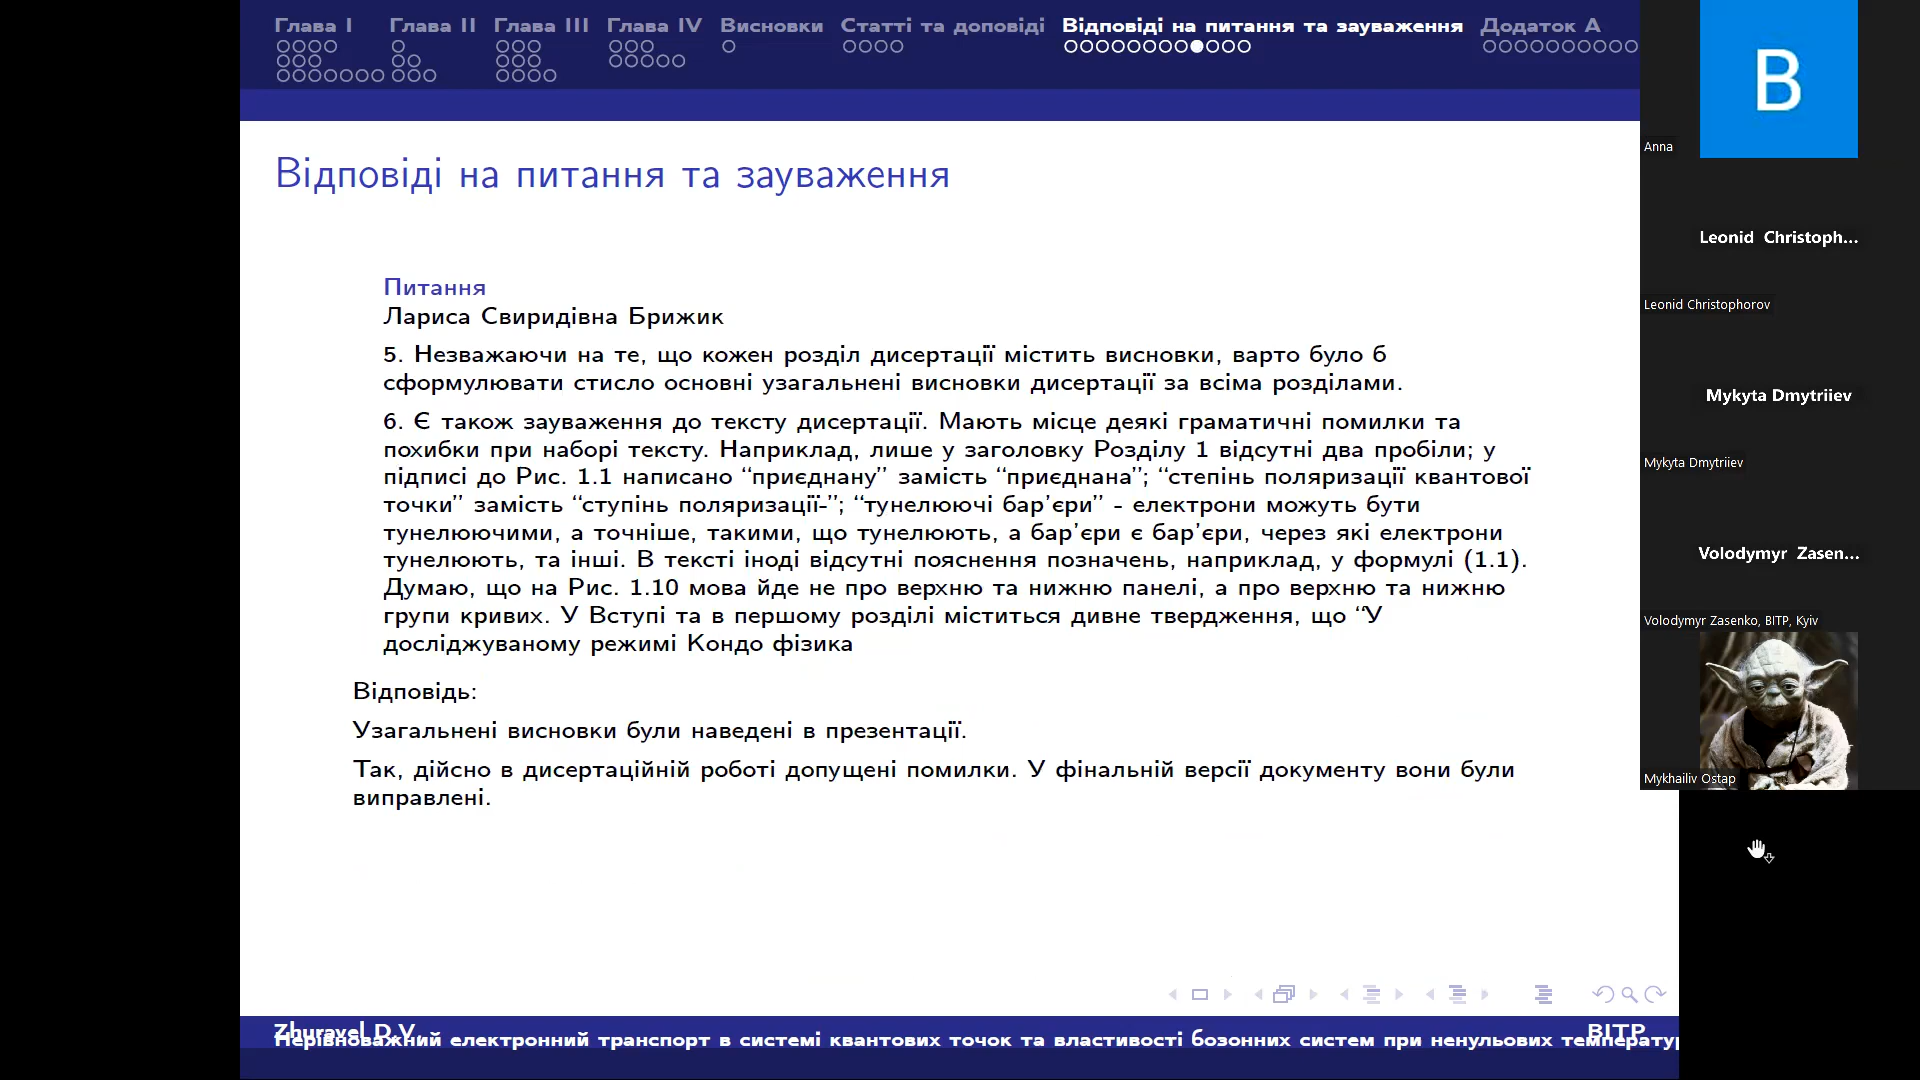 Глава I Глава II Глава III Глава IV Висновки Статті та доповіді Відповіді на питання та зауваження Додаток A
Відповіді на питання та зауваження
Питання
Лариса Свиридівна Брижик
5. Незважаючи на те, що кожен розділ дисертації містить висновки, варто було б
сформулювати стисло основні узагальнені висновки дисертації за всіма розділами.
6. Є також зауваження до тексту дисертації. Мають місце деякі граматичні помилки та
похибки при наборі тексту. Наприклад, лише у заголовку Розділу 1 відсутні два пробіли; у
підписі до Рис. 1.1 написано “приєднану” замість “приєднана”; “степінь поляризації квантової
точки” замість “ступінь поляризації-”; “тунелюючі бар’єри” - електрони можуть бути
тунелюючими, а точніше, такими, що тунелюють, а бар’єри є бар’єри, через які електрони
тунелюють, та інші. В тексті іноді відсутні пояснення позначень, наприклад, у формулі (1.1).
Думаю, що на Рис. 1.10 мова йде не про верхню та нижню панелі, а про верхню та нижню
групи кривих. У Вступі та в першому розділі міститься дивне твердження, що “У
досліджуваному режимі Кондо фізика
Відповідь:
Узагальнені висновки були наведені в презентації.
Так, дійсно в дисертаційній роботі допущені помилки. У фінальній версії документу вони були
виправлені.
Zhuravel D.V. BITP
Нерівноважний електронний транспорт в системі квантових точок та властивості бозонних систем при ненульових
B
Anna
Leonid Christoph...
Leonid Christophorov
Mykyta Dmytriiev
Mykyta Dmytriiev
Volodymyr Zasen...
Volodymyr Zasenko, BITP, Kyiv
Mykhailiv Ostap